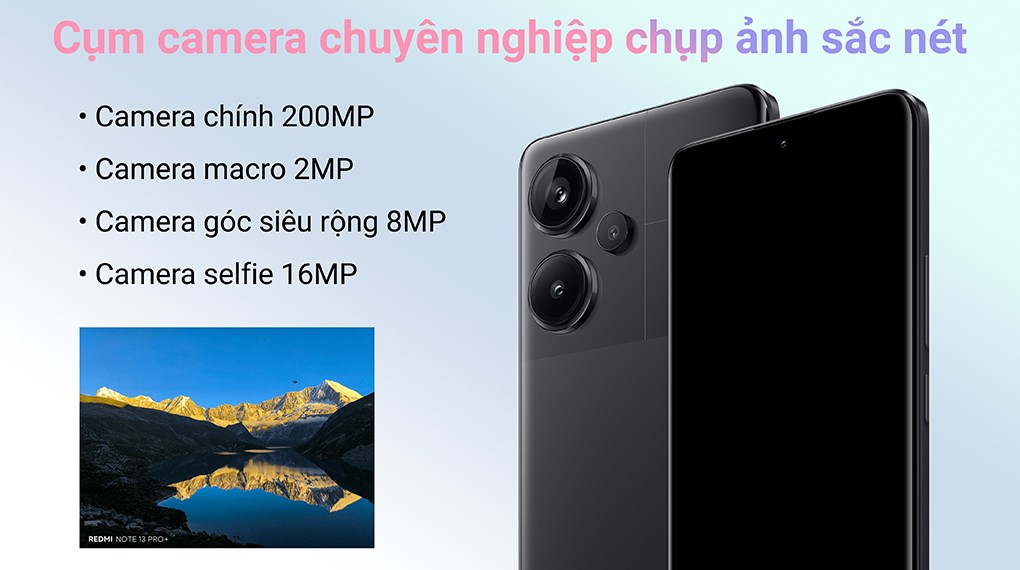 Cụm camera chuyên nghiệp chụp ảnh sắc nét
• Camera chính 200MP
• Camera macro 2MP
• Camera góc siêu rộng 8MP
• Camera selfie 16MP
REDMI NOTE 13 PRO+